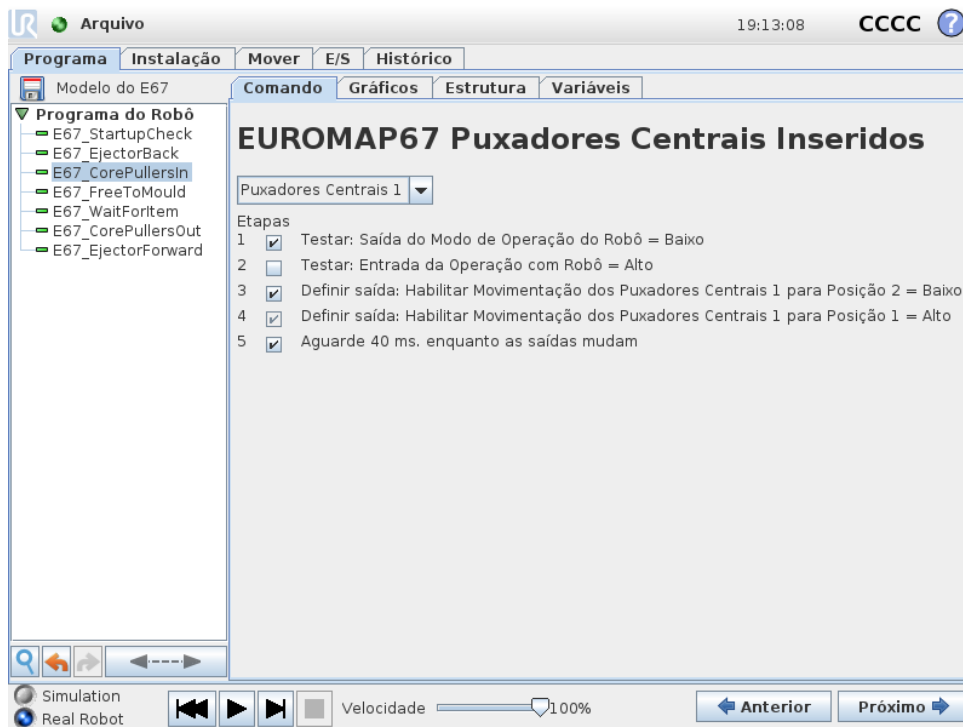 UR Arquivo 19:13:08 CCCC ?
Programa Instalação Mover E/S Histórico
Modelo do E67 Comando Gráficos Estrutura Variáveis
Programa do Robô
E67_StartupCheck
E67_EjectorBack
E67_CorePullersIn
E67_FreeToMould
E67_WaitForItem
E67_CorePullersOut
E67_EjectorForward
EUROMAP67 Puxadores Centrais Inseridos
Puxadores Centrais 1
Etapas
1 Testar: Saída do Modo de Operação do Robô = Baixo
2 Testar: Entrada da Operação com Robô = Alto
3 Definir saída: Habilitar Movimentação dos Puxadores Centrais 1 para Posição 2 = Baixo
4 Definir saída: Habilitar Movimentação dos Puxadores Centrais 1 para Posição 1 = Alto
5 Aguarde 40 ms. enquanto as saídas mudam
Simulation
Real Robot
Velocidade 100% Anterior Próximo